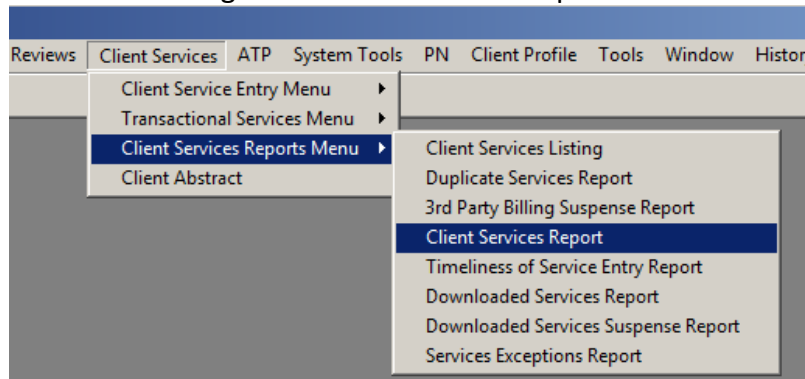 Reviews Client Services ATP System Tools PN Client Profile Tools Window Histor
Client Service Entry Menu
Transactional Services Menu
Client Services Reports Menu
Client Abstract
Client Services Listing
Duplicate Services Report
3rd Party Billing Suspense Report
Client Services Report
Timeliness of Service Entry Report
Downloaded Services Report
Downloaded Services Suspense Report
Services Exceptions Report